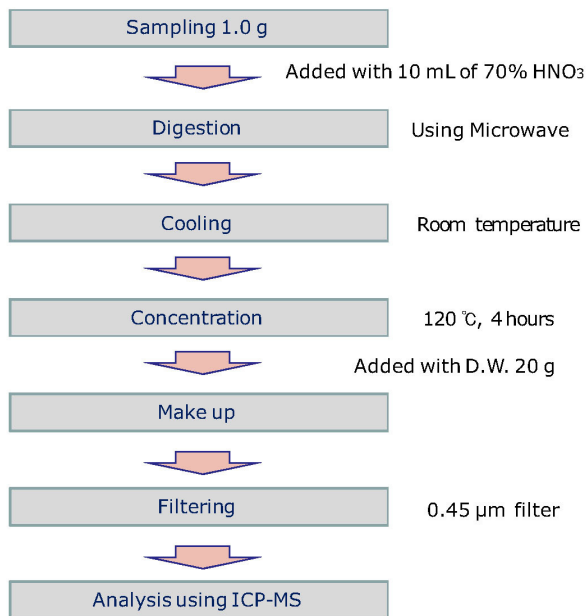 Sampling 1.0 g
Added with 10 mL of 70% HNO₃
Digestion
Using Microwave
Cooling
Room temperature
Concentration
120 ℃, 4 hours
Added with D.W. 20 g
Make up
Filtering
0.45 µm filter
Analysis using ICP-MS